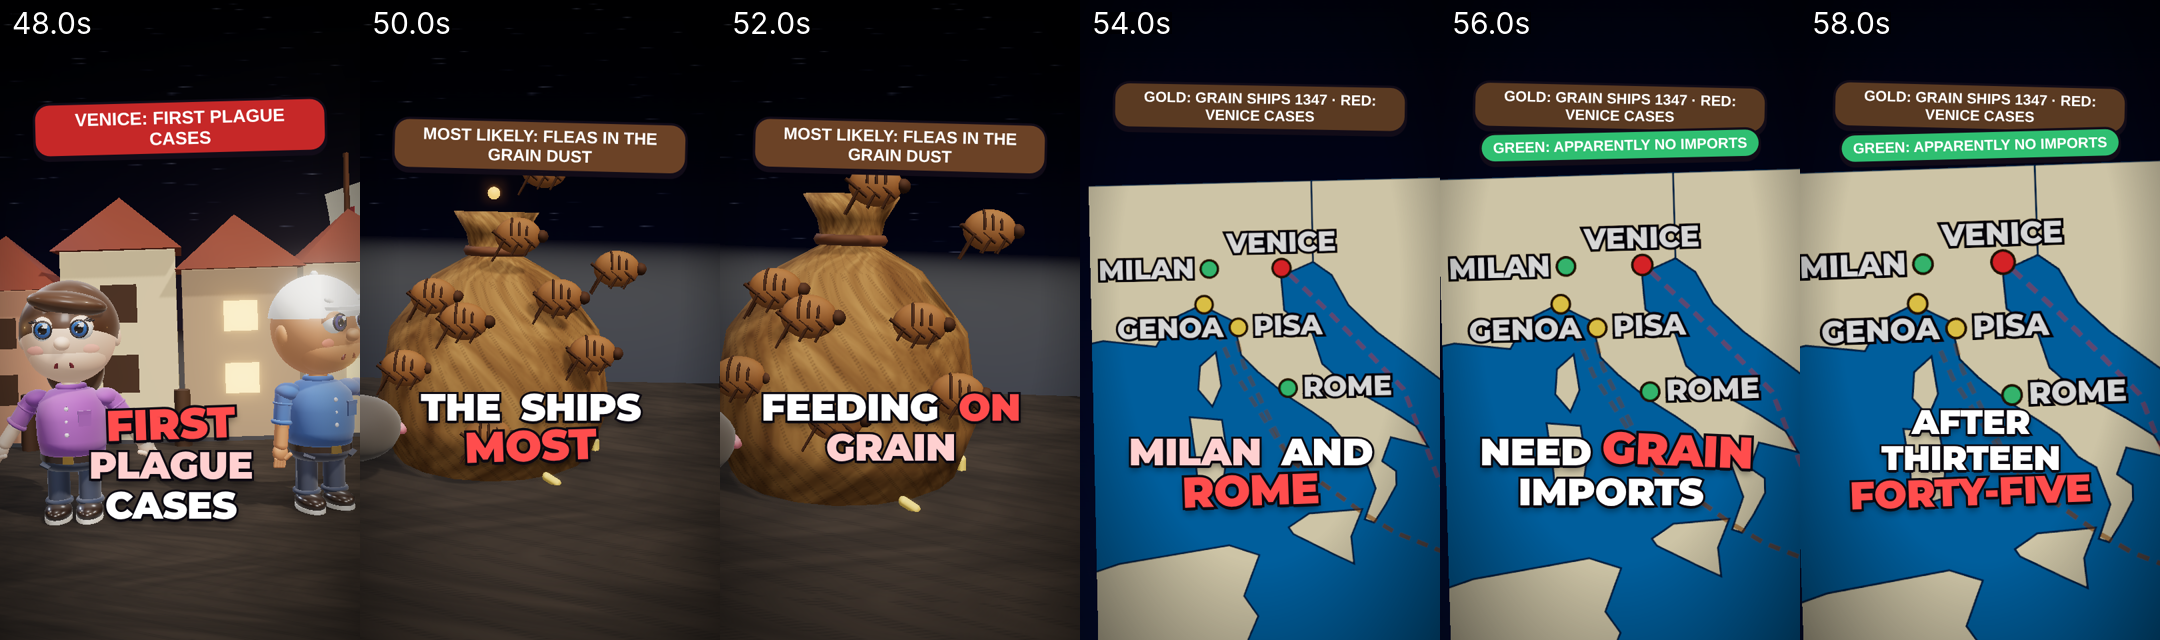 48.0s
VENICE: FIRST PLAGUE
CASES
FIRST
PLAGUE
CASES
50.0s
MOST LIKELY: FLEAS IN THE
GRAIN DUST
THE SHIPS
MOST
52.0s
MOST LIKELY: FLEAS IN THE
GRAIN DUST
FEEDING ON
GRAIN
54.0s
GOLD: GRAIN SHIPS 1347 · RED:
VENICE CASES
VENICE
MILAN
GENOA
PISA
ROME
MILAN AND
ROME
56.0s
GOLD: GRAIN SHIPS 1347 · RED:
VENICE CASES
GREEN: APPARENTLY NO IMPORTS
VENICE
MILAN
GENOA
PISA
ROME
NEED GRAIN
IMPORTS
58.0s
GOLD: GRAIN SHIPS 1347 · RED:
VENICE CASES
GREEN: APPARENTLY NO IMPORTS
VENICE
MILAN
GENOA
PISA
ROME
AFTER
THIRTEEN
FORTY-FIVE